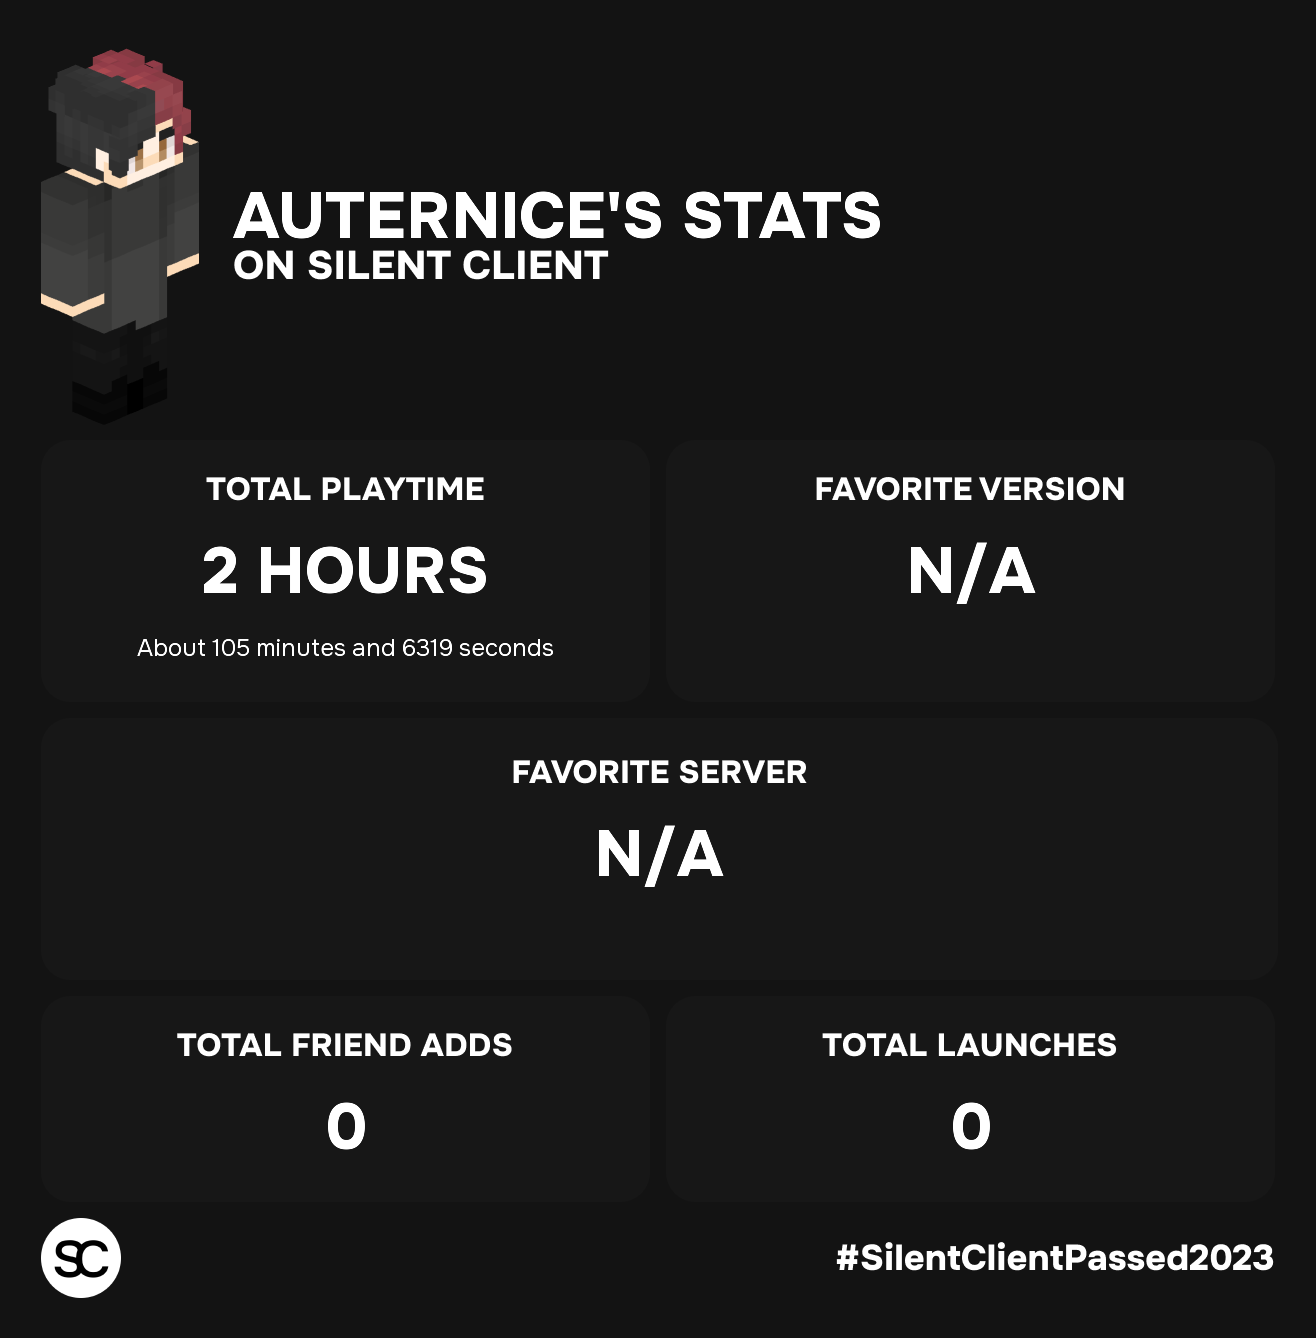 AUTERNICE'S STATS
ON SILENT CLIENT
TOTAL PLAYTIME
2 HOURS
About 105 minutes and 6319 seconds
FAVORITE VERSION
N/A
FAVORITE SERVER
N/A
TOTAL FRIEND ADDS
0
TOTAL LAUNCHES
0
SC
#SilentClientPassed2023